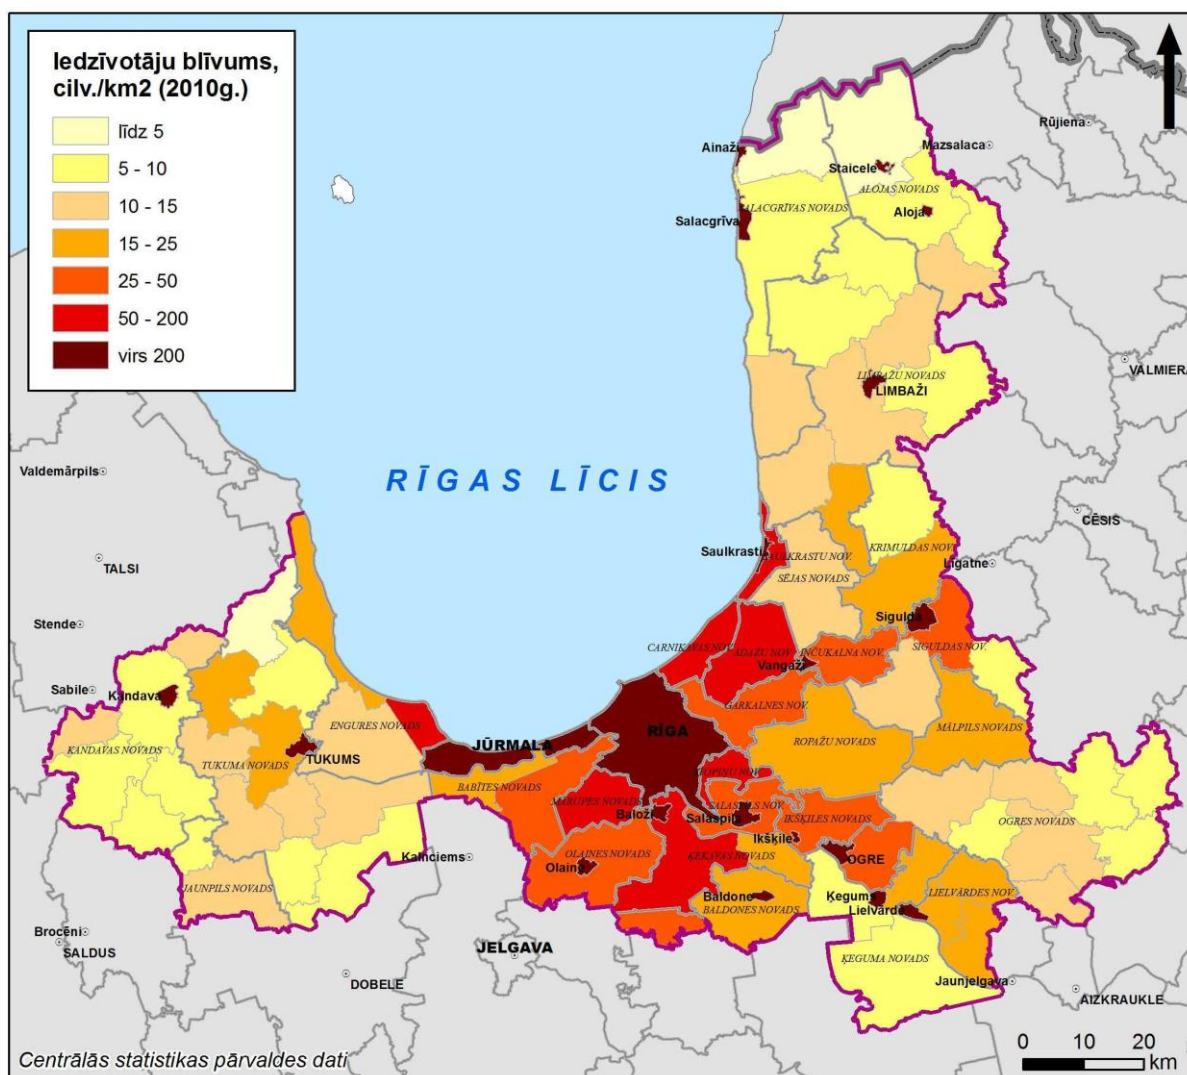 Iedzīvotāju blīvums,
cilv./km2 (2010g.)
līdz 5
5 - 10
10 - 15
15 - 25
25 - 50
50 - 200
virs 200
Rūjiena
Ainaži
Mazsalaca
Staicele
ALOJAS NOVADS
SALACGRĪVAS NOVADS
Aloja
Salacgrīva
VALMIERA
LIMBAŽU NOVADS
LIMBAŽI
Valdemārpils
RĪGAS LĪCIS
CĒSIS
Saulkrasti
SAULKRASTU NOV.
KRIMULDAS NOV.
TALSI
Līgatne
SĒJAS NOVADS
Stende
Sigulda
CARNIKAVAS NOV.
ĀDAŽU NOV.
INČUKALNA NOV.
SIGULDAS NOV.
Vangaži
Sabile
Kandava
GARKALNES NOV.
ENGURES NOVADS
RĪGA
MĀLPILS NOVADS
KANDAVAS NOVADS
JŪRMALA
ROPAŽU NOVADS
TUKUMS
TUKUMA NOVADS
STOPIŅU NOV.
BABĪTES NOVADS
MĀRUPES NOVADS
SALASPILS NOV.
Baloži
Salaspils
IKŠĶILES NOVADS
OGRES NOVADS
Ikšķile
OLAINES NOVADS
ĶEKAVAS NOVADS
OGRE
Kalnciems
Olaine
JAUNPILS NOVADS
Baldone
Ķegums
LIELVĀRDES NOV.
BALDONES NOVADS
Lielvārde
Brocēni
SALDUS
JELGAVA
ĶEGUMA NOVADS
DOBELE
Jaunjelgava
AIZKRAUKLE
Centrālās statistikas pārvaldes dati
0 10 20
km